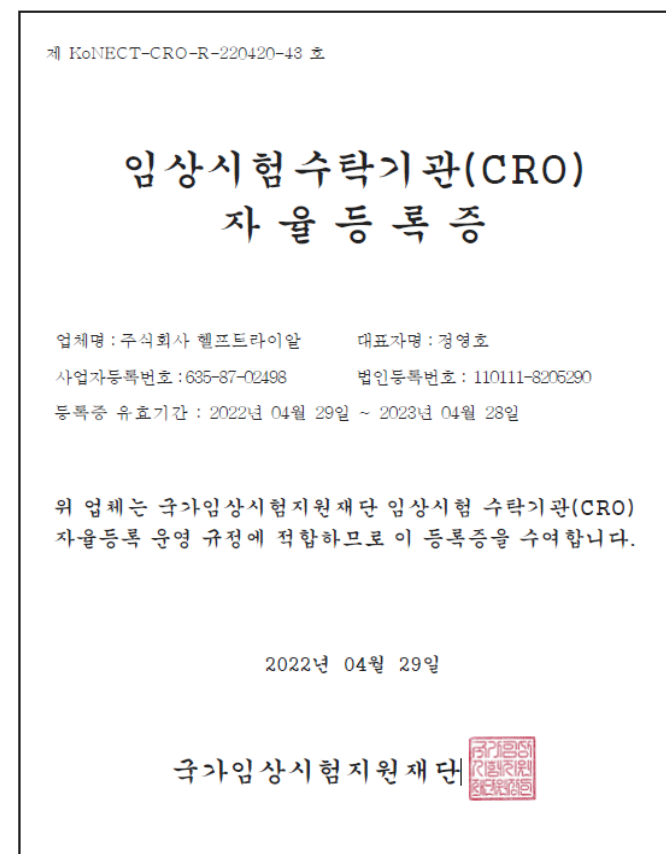 제 KoNECT-CRO-R-220420-43 호
임상시험수탁기관(CRO)
자율등록증
업체명 : 주식회사 헬프트라이알 대표자명 : 정영호
사업자등록번호 : 635-87-02498 법인등록번호 : 110111-8205290
등록증 유효기간 : 2022년 04월 29일 ~ 2023년 04월 28일
위 업체는 국가임상시험지원재단 임상시험 수탁기관(CRO)
자율등록 운영 규정에 적합하므로 이 등록증을 수여합니다.
2022년 04월 29일
국가임상시험지원재단